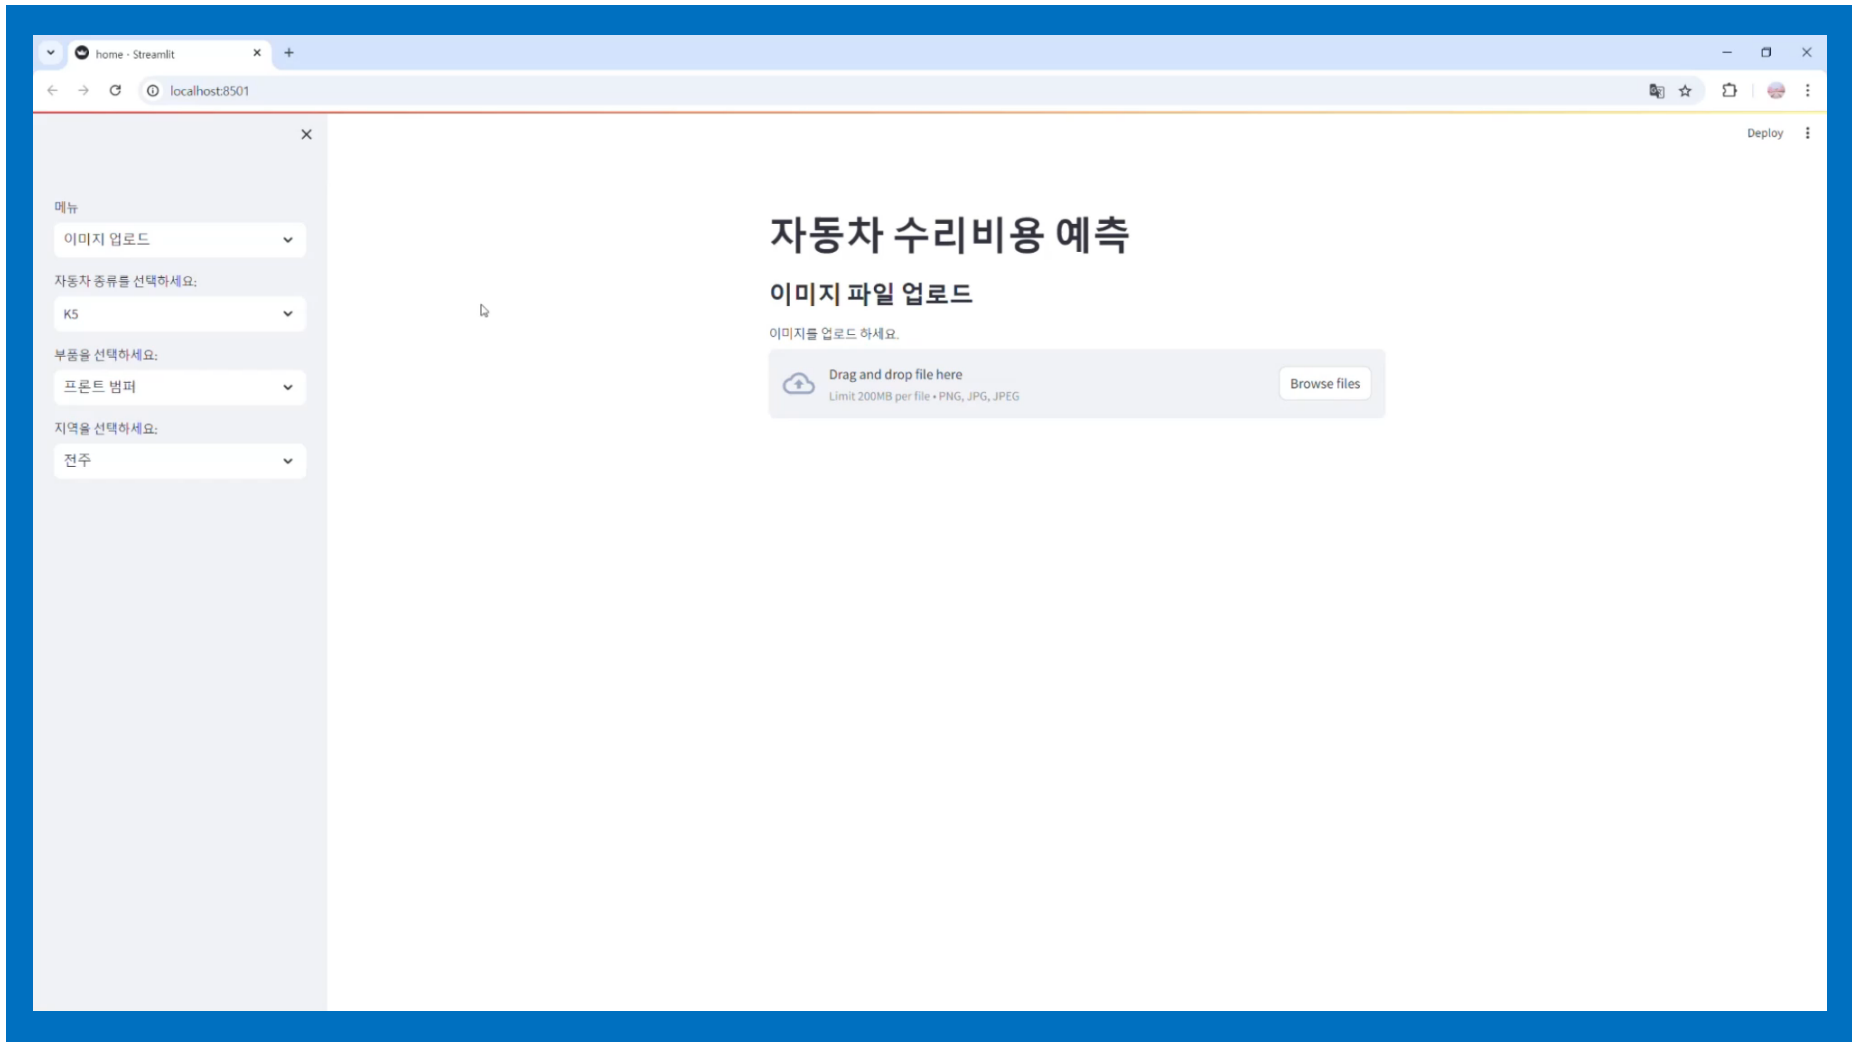 home - Streamlit
localhost:8501
Deploy
메뉴
이미지 업로드
자동차 종류를 선택하세요:
K5
부품을 선택하세요:
프론트 범퍼
지역을 선택하세요:
전주
자동차 수리비용 예측
이미지 파일 업로드
이미지를 업로드 하세요.
Drag and drop file here
Limit 200MB per file • PNG, JPG, JPEG
Browse files